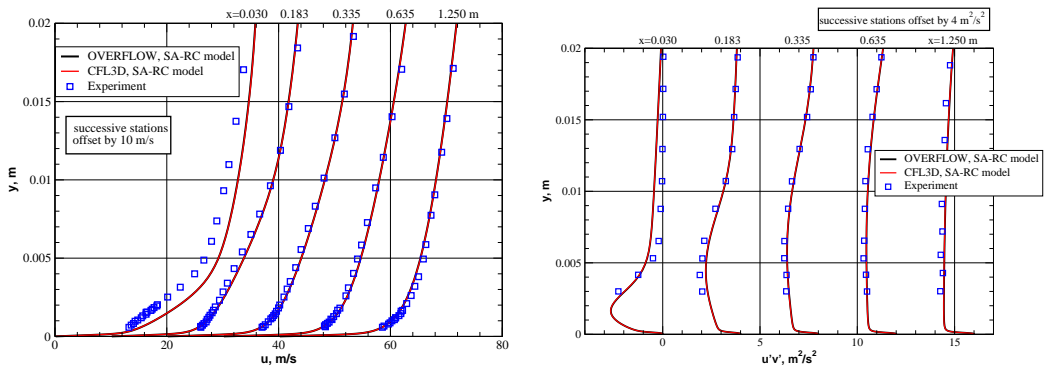 x=0.030 0.183 0.335 0.635 1.250 m
0.02
OVERFLOW, SA-RC model
CFL3D, SA-RC model
Experiment
0.015
successive stations
offset by 10 m/s
y, m
0.01
0.005
0
0 20 40 60 80
u, m/s
successive stations offset by 4 m²/s²
x=0.030 0.183 0.335 0.635 x=1.250 m
0.02
0.015
OVERFLOW, SA-RC model
CFL3D, SA-RC model
Experiment
y, m
0.01
0.005
0
0 5 10 15
u'v', m²/s²